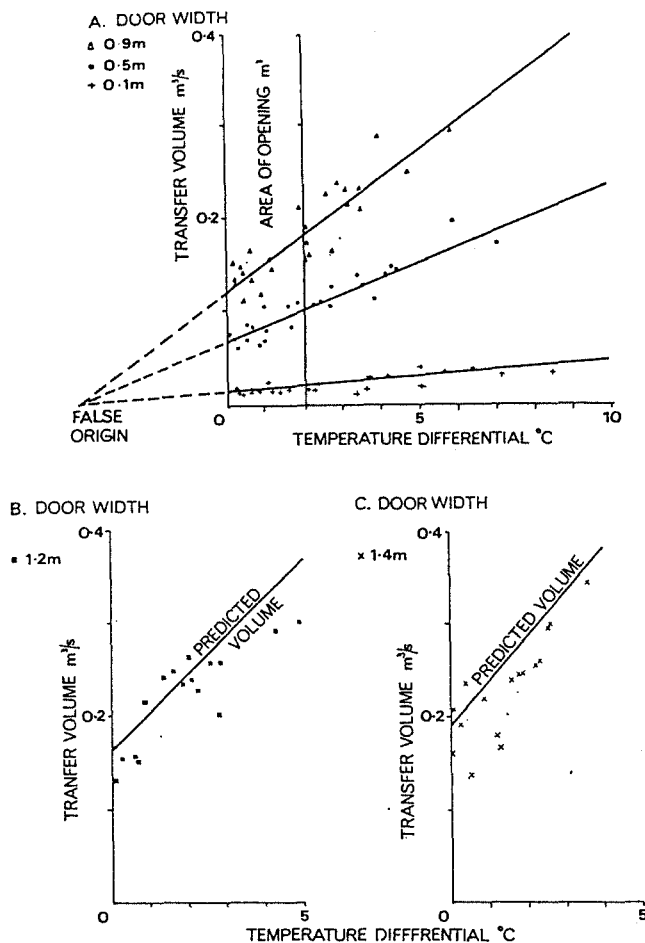 A. DOOR WIDTH
▵ 0·9m
• 0·5m
+ 0·1m
0·4
0·2
TRANSFER VOLUME m³/s
AREA OF OPENING m³
FALSE
ORIGIN
0
5
10
TEMPERATURE DIFFERENTIAL °C
B. DOOR WIDTH
▪ 1·2m
0·4
0·2
TRANFER VOLUME m³/s
PREDICTED
VOLUME
0
5
C. DOOR WIDTH
× 1·4m
0·4
0·2
TRANSFER VOLUME m³/s
PREDICTED VOLUME
0
5
TEMPERATURE DIFFFRENTIAL °C